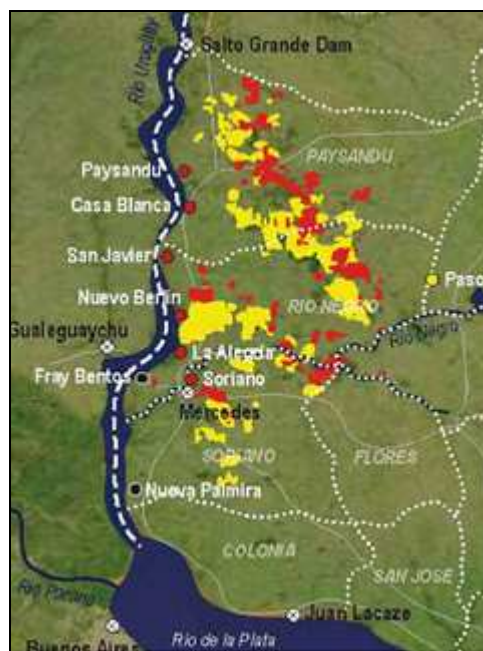 Salto Grande Dam
Rio Uruguay
PAYSANDU
Paysandu
Casa Blanca
San Javier
Paso
Nuevo Berlin
RIO NEGRO
Rio Negro
Gualeguaychu
La Alegria
Fray Bentos
Soriano
Mercedes
SORIANO
FLORES
Nueva Palmira
COLONIA
SAN JOSE
Rio Parana
Juan Lacaze
Buenos Aires
Rio de la Plata